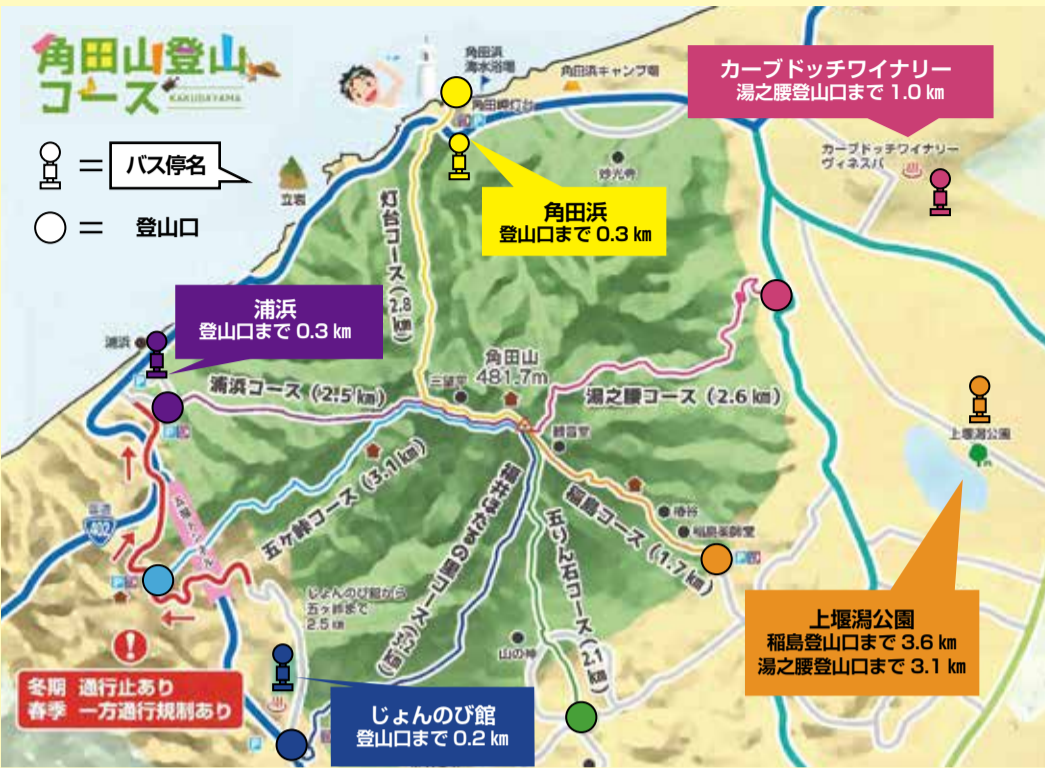 角田山登山
コース
KAKUDAYAMA
= バス停名
= 登山口
角田浜
海水浴場
角田浜キャンプ場
角田岬灯台
カーブドッチワイナリー
湯之腰登山口まで 1.0 km
カーブドッチワイナリー
ヴィネスパ
妙光寺
立岩
角田浜
登山口まで 0.3 km
灯台コース(2.8km)
浦浜
登山口まで 0.3 km
浦浜
浦浜コース(2.5km)
三望平
角田山
481.7m
湯之腰コース(2.6km)
観音堂
上堰潟公園
五ケ峠コース(3.1km)
稲島コース(1.7km)
椿谷
稲島薬師堂
国道
402
じょんのび館から
五ケ峠まで
2.5km
五りん石コース(2.1km)
山の神
上堰潟公園
稲島登山口まで 3.6 km
湯之腰登山口まで 3.1 km
!
冬期 通行止あり
春季 一方通行規制あり
じょんのび館
登山口まで 0.2 km
P